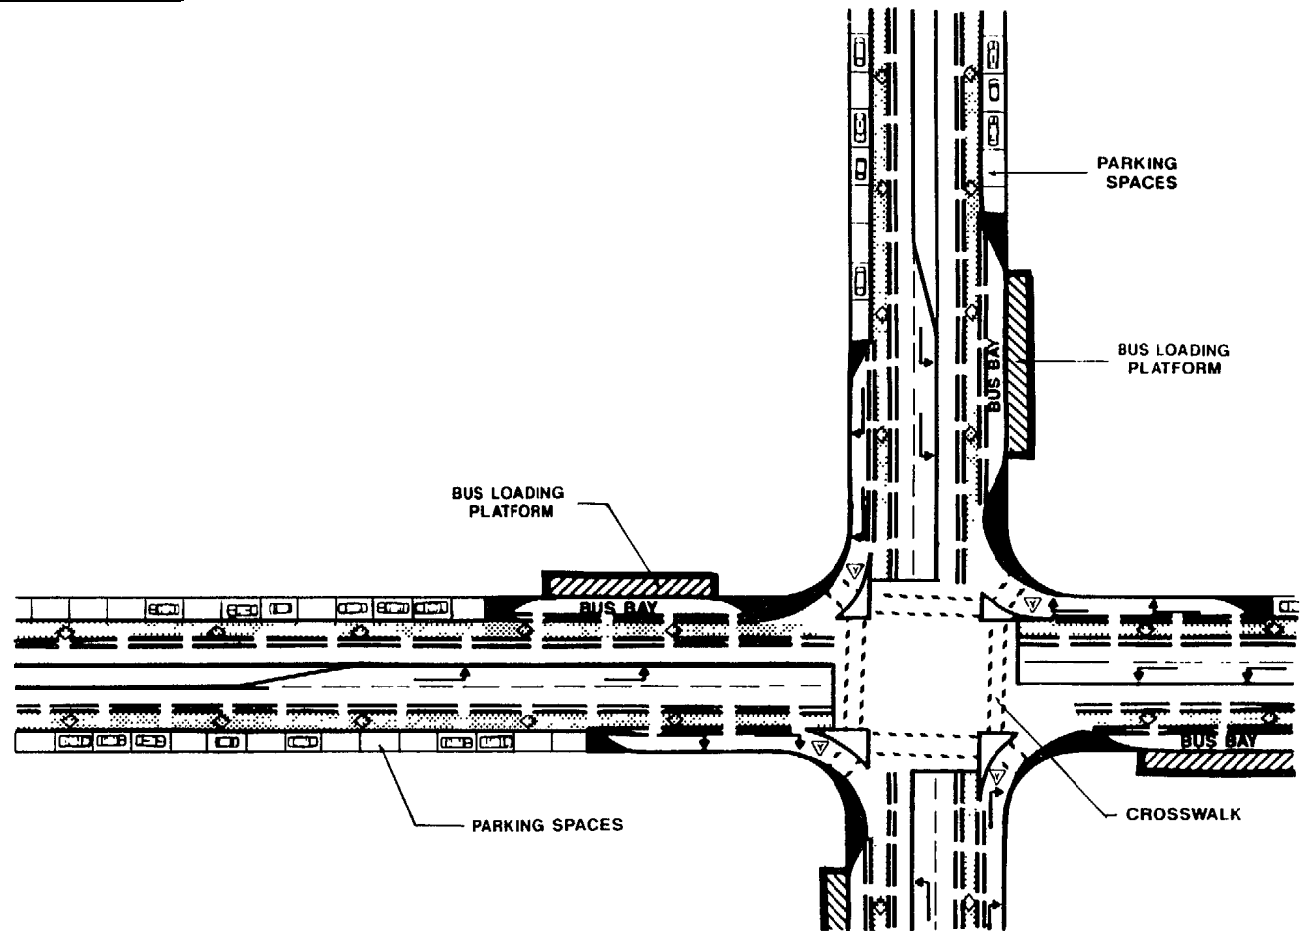 PARKING
SPACES
BUS BAY
BUS LOADING
PLATFORM
BUS LOADING
PLATFORM
BUS BAY
BUS BAY
PARKING SPACES
CROSSWALK